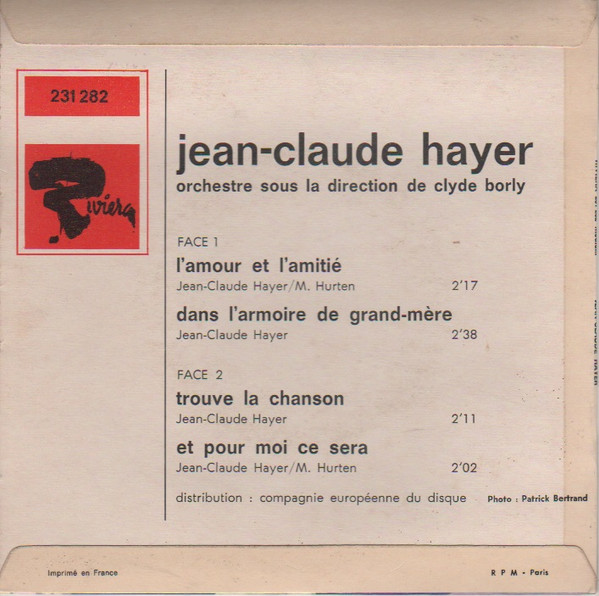 231 282
Riviera
jean-claude hayer
orchestre sous la direction de clyde borly
FACE 1
l'amour et l'amitié
Jean-Claude Hayer/M. Hurten 2'17
dans l'armoire de grand-mère
Jean-Claude Hayer 2'38
FACE 2
trouve la chanson
Jean-Claude Hayer 2'11
et pour moi ce sera
Jean-Claude Hayer/M. Hurten 2'02
distribution : compagnie européenne du disque Photo : Patrick Bertrand
Imprimé en France R P M - Paris